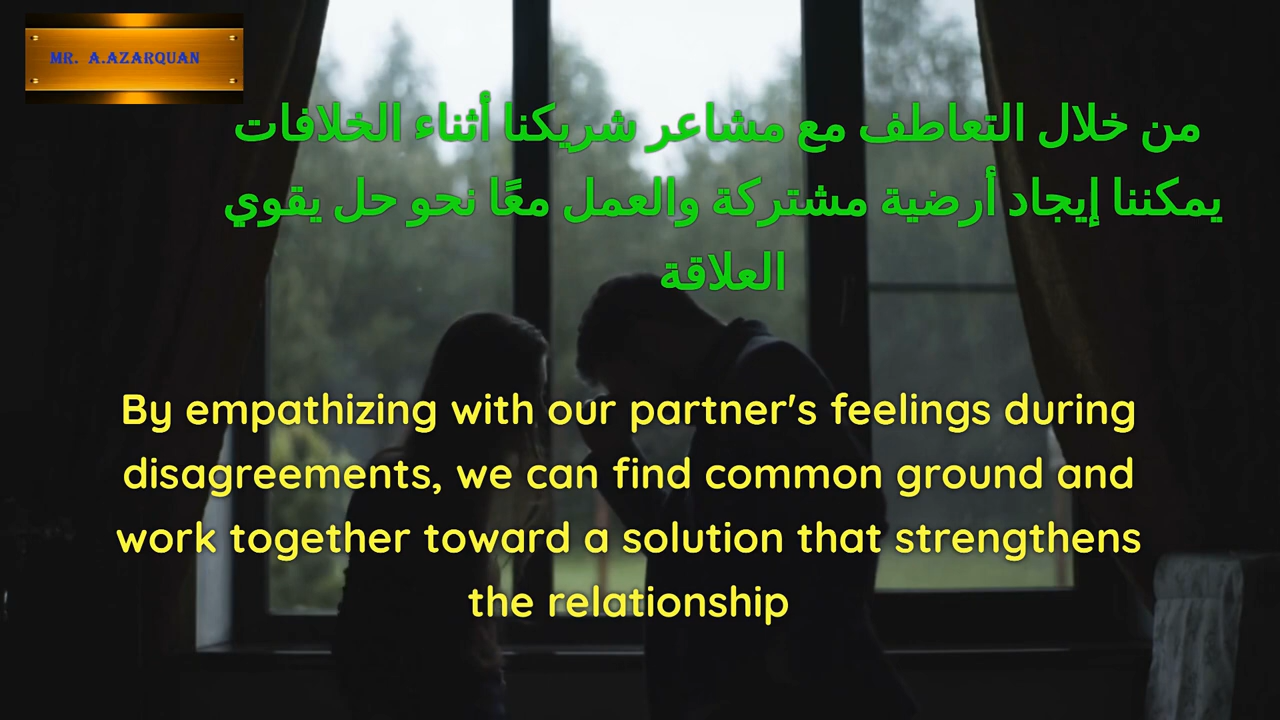 MR. A.AZARQUAN
من خلال التعاطف مع مشاعر شريكنا أثناء الخلافات
يمكننا إيجاد أرضية مشتركة والعمل معًا نحو حل يقوي
العلاقة
By empathizing with our partner's feelings during
disagreements, we can find common ground and
work together toward a solution that strengthens
the relationship